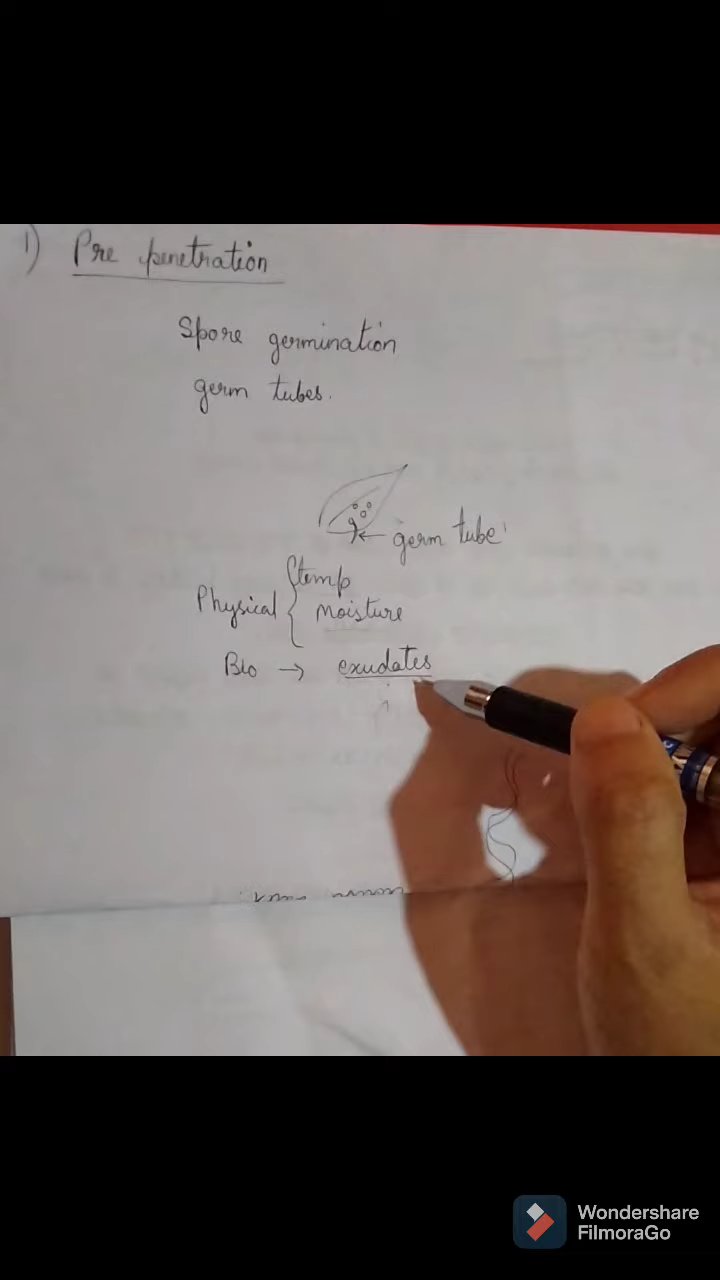 1) Pre penetration
Spore germination
germ tubes.
germ tube
Physical { temp
moisture
Bio → exudates
Wondershare
FilmoraGo